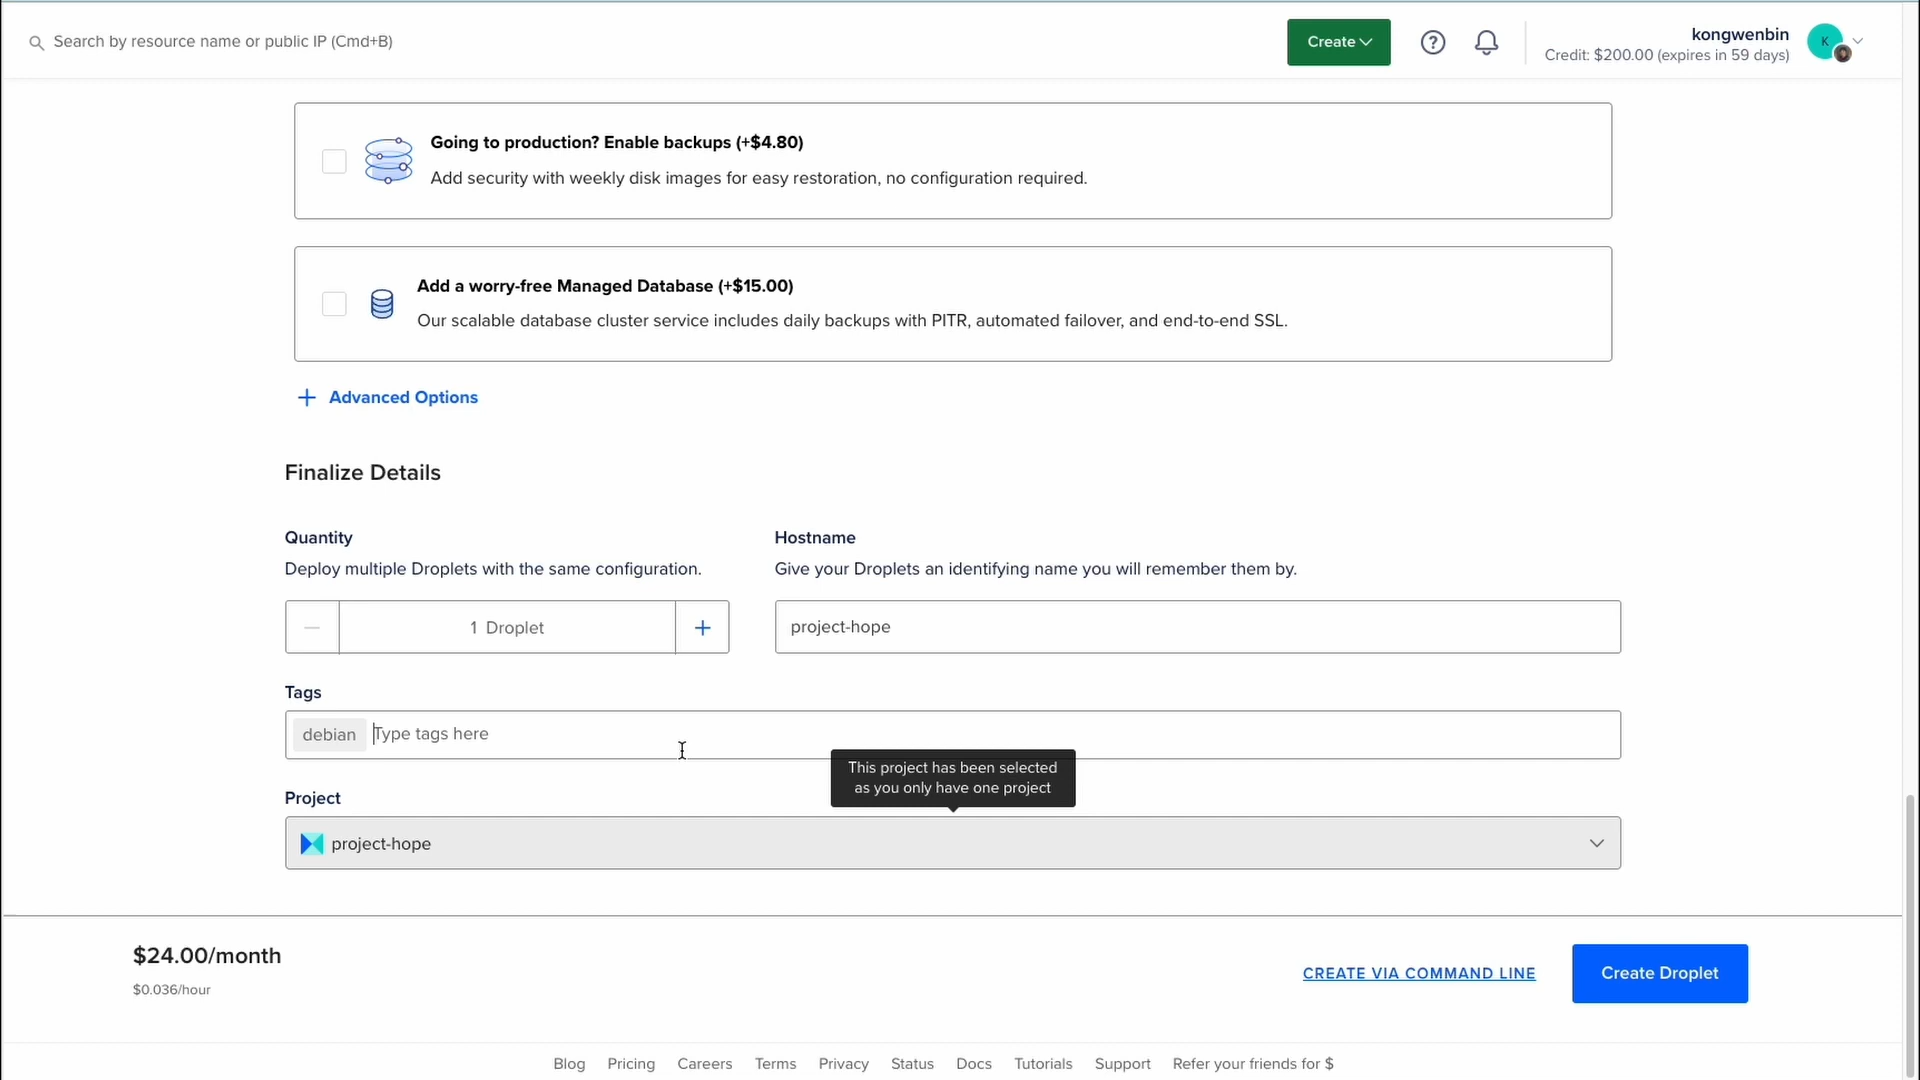 Search by resource name or public IP (Cmd+B)
Create
kongwenbin
Credit: $200.00 (expires in 59 days)
K
Going to production? Enable backups (+$4.80)
Add security with weekly disk images for easy restoration, no configuration required.
Add a worry-free Managed Database (+$15.00)
Our scalable database cluster service includes daily backups with PITR, automated failover, and end-to-end SSL.
Advanced Options
Finalize Details
Quantity
Deploy multiple Droplets with the same configuration.
1 Droplet
Hostname
Give your Droplets an identifying name you will remember them by.
project-hope
Tags
debian Type tags here
This project has been selected
as you only have one project
Project
project-hope
$24.00/month
$0.036/hour
CREATE VIA COMMAND LINE
Create Droplet
Blog Pricing Careers Terms Privacy Status Docs Tutorials Support Refer your friends for $